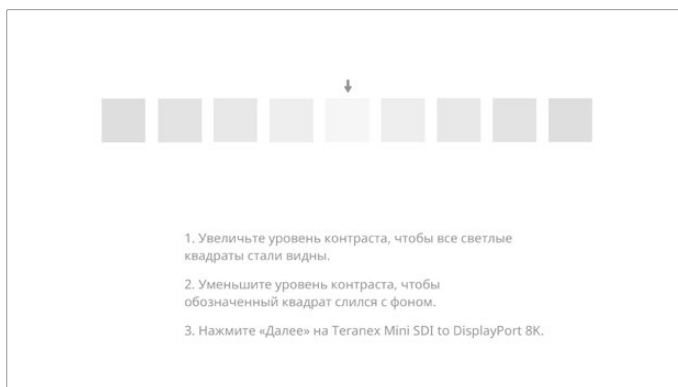 1. Увеличьте уровень контраста, чтобы все светлые
квадраты стали видны.
2. Уменьшите уровень контраста, чтобы
обозначенный квадрат слился с фоном.
3. Нажмите «Далее» на Teranex Mini SDI to DisplayPort 8K.